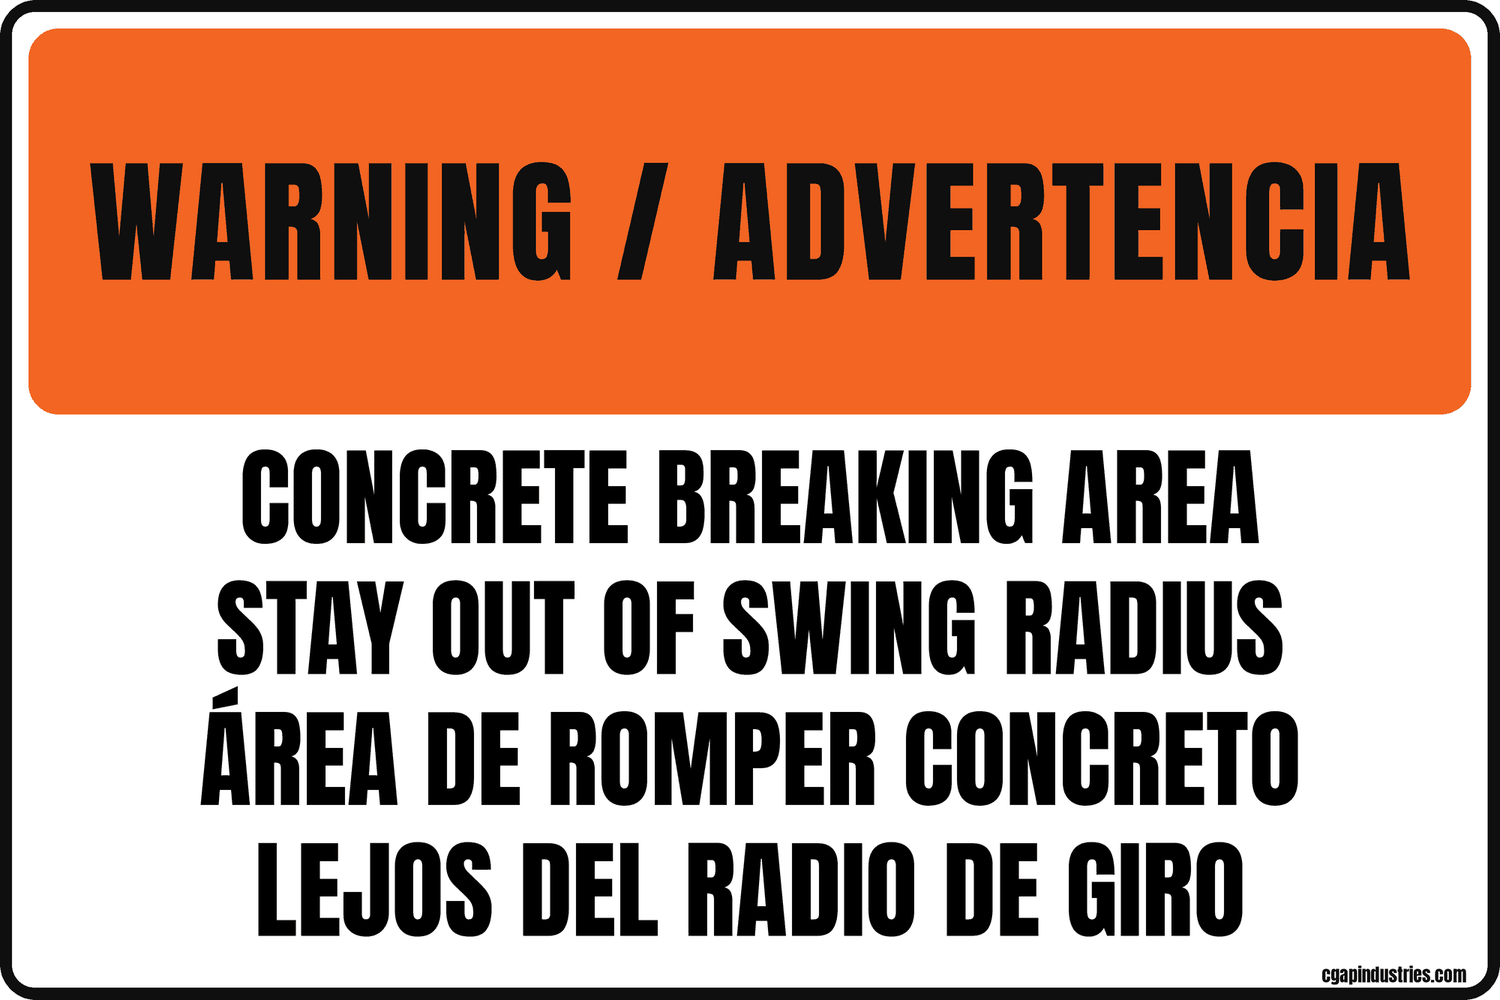 WARNING / ADVERTENCIA
CONCRETE BREAKING AREA
STAY OUT OF SWING RADIUS
ÁREA DE ROMPER CONCRETO
LEJOS DEL RADIO DE GIRO
cgapindustries.com